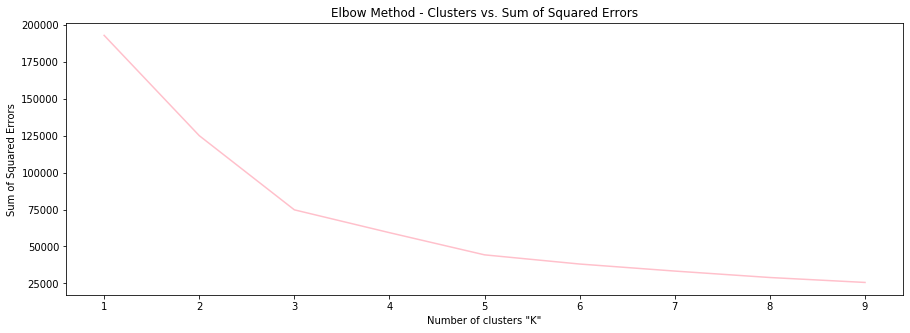 Elbow Method - Clusters vs. Sum of Squared Errors
200000
175000
150000
125000
100000
75000
50000
25000
Sum of Squared Errors
1 2 3 4 5 6 7 8 9
Number of clusters "K"